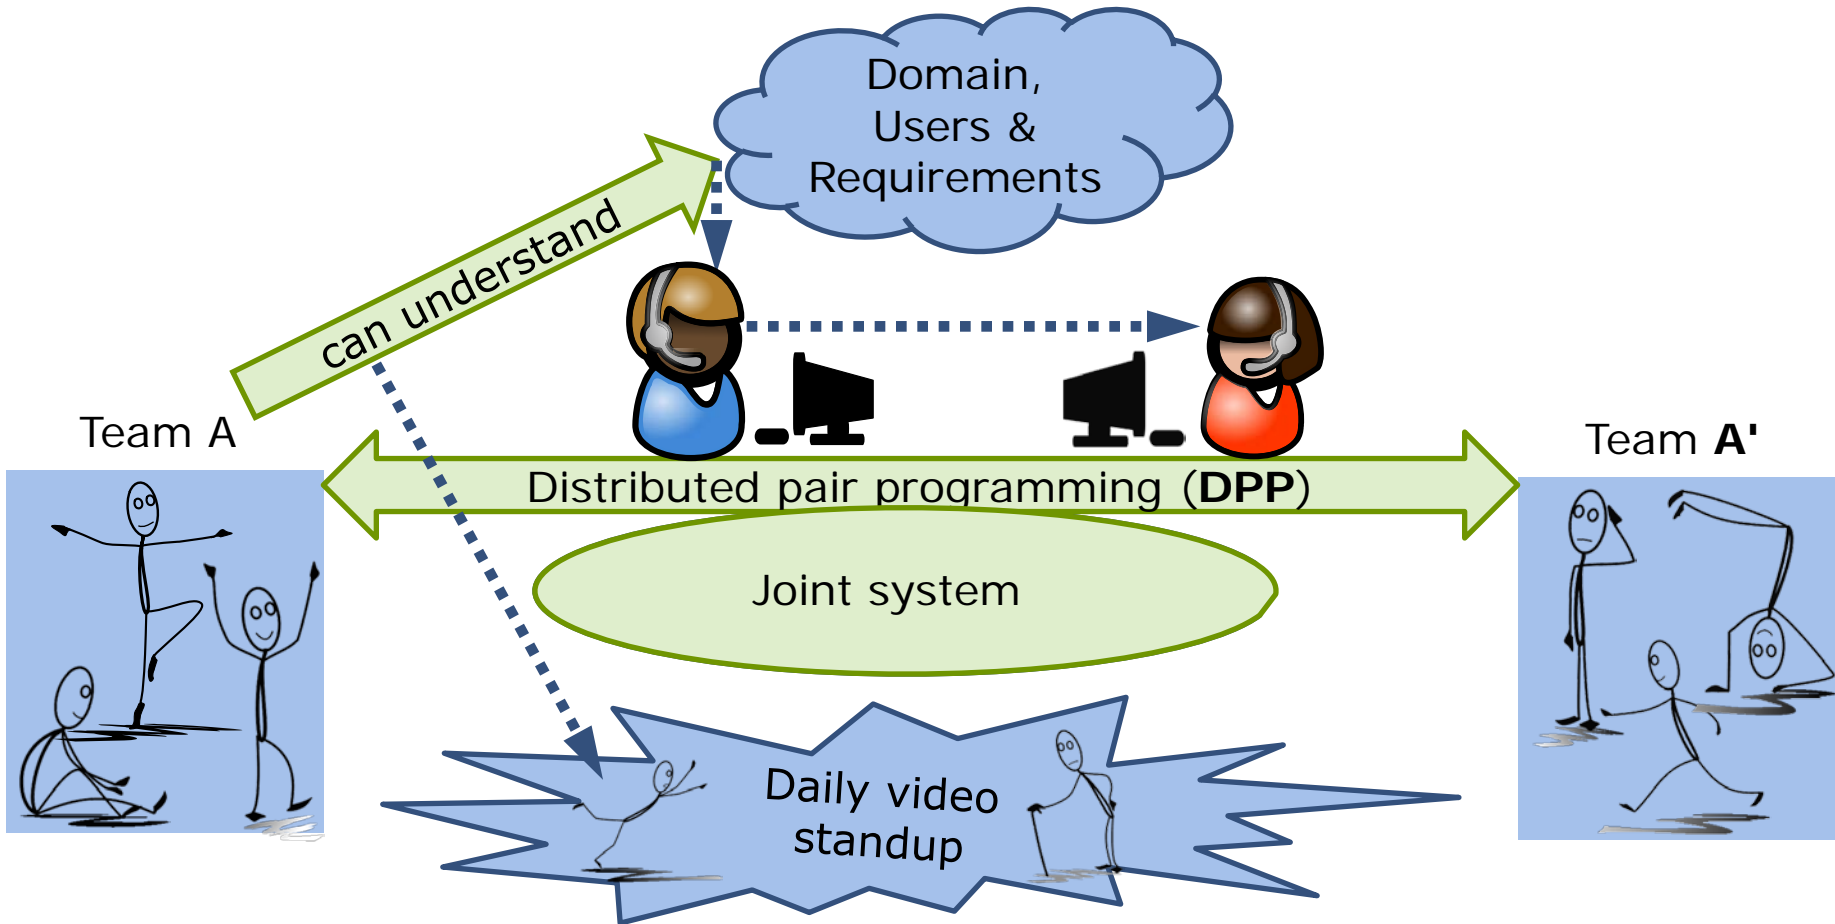 Domain,
Users &
Requirements
can understand
Team A
Team A'
Distributed pair programming (DPP)
Joint system
Daily video
standup